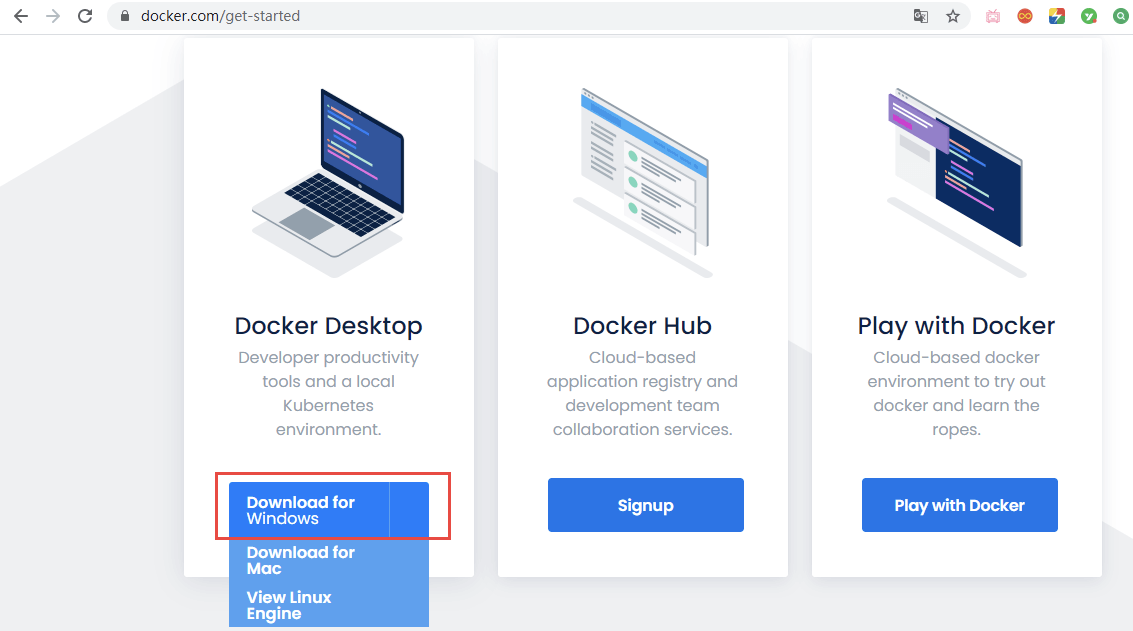 docker.com/get-started
Docker Desktop
Developer productivity
tools and a local
Kubernetes
environment.
Download for
Windows
Download for
Mac
View Linux
Engine
Docker Hub
Cloud-based
application registry and
development team
collaboration services.
Signup
Play with Docker
Cloud-based docker
environment to try out
docker and learn the
ropes.
Play with Docker